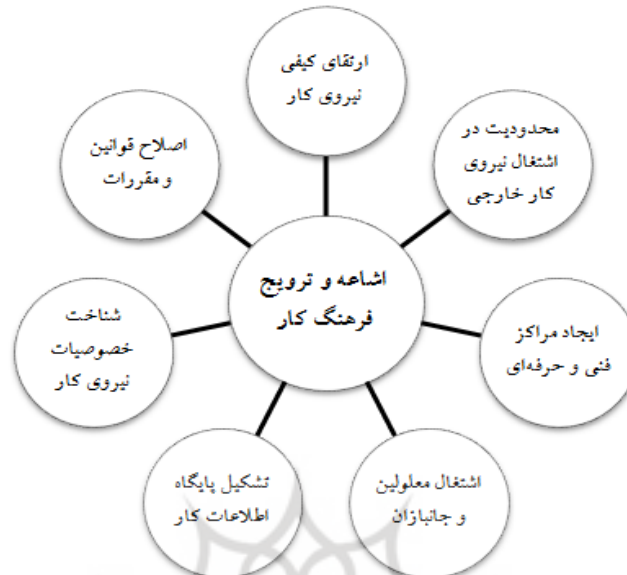 ارتقای کیفی
نیروی کار
محدودیت در
اشتغال نیروی
کار خارجی
ایجاد مراکز
فنی و حرفه‌ای
اشتغال معلولین
و جانبازان
تشکیل پایگاه
اطلاعات کار
شناخت
خصوصیات
نیروی کار
اصلاح قوانین
و مقررات
اشاعه و ترویج
فرهنگ کار